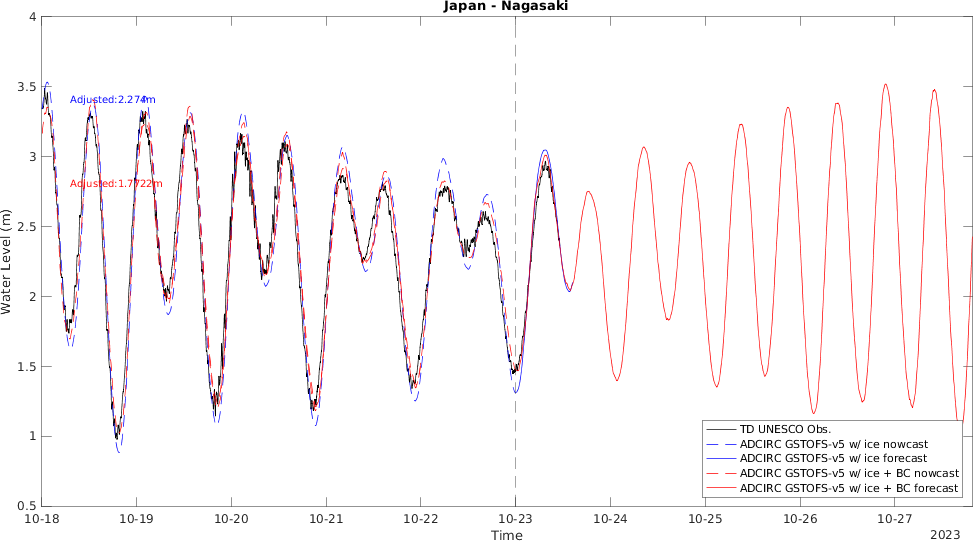 Japan - Nagasaki
4
3.5
3
2.5
2
1.5
1
0.5
Water Level (m)
Adjusted:2.274m
Adjusted:1.7722m
TD UNESCO Obs.
ADCIRC GSTOFS-v5 w/ ice nowcast
ADCIRC GSTOFS-v5 w/ ice forecast
ADCIRC GSTOFS-v5 w/ ice + BC nowcast
ADCIRC GSTOFS-v5 w/ ice + BC forecast
10-18 10-19 10-20 10-21 10-22 10-23 10-24 10-25 10-26 10-27
Time
2023